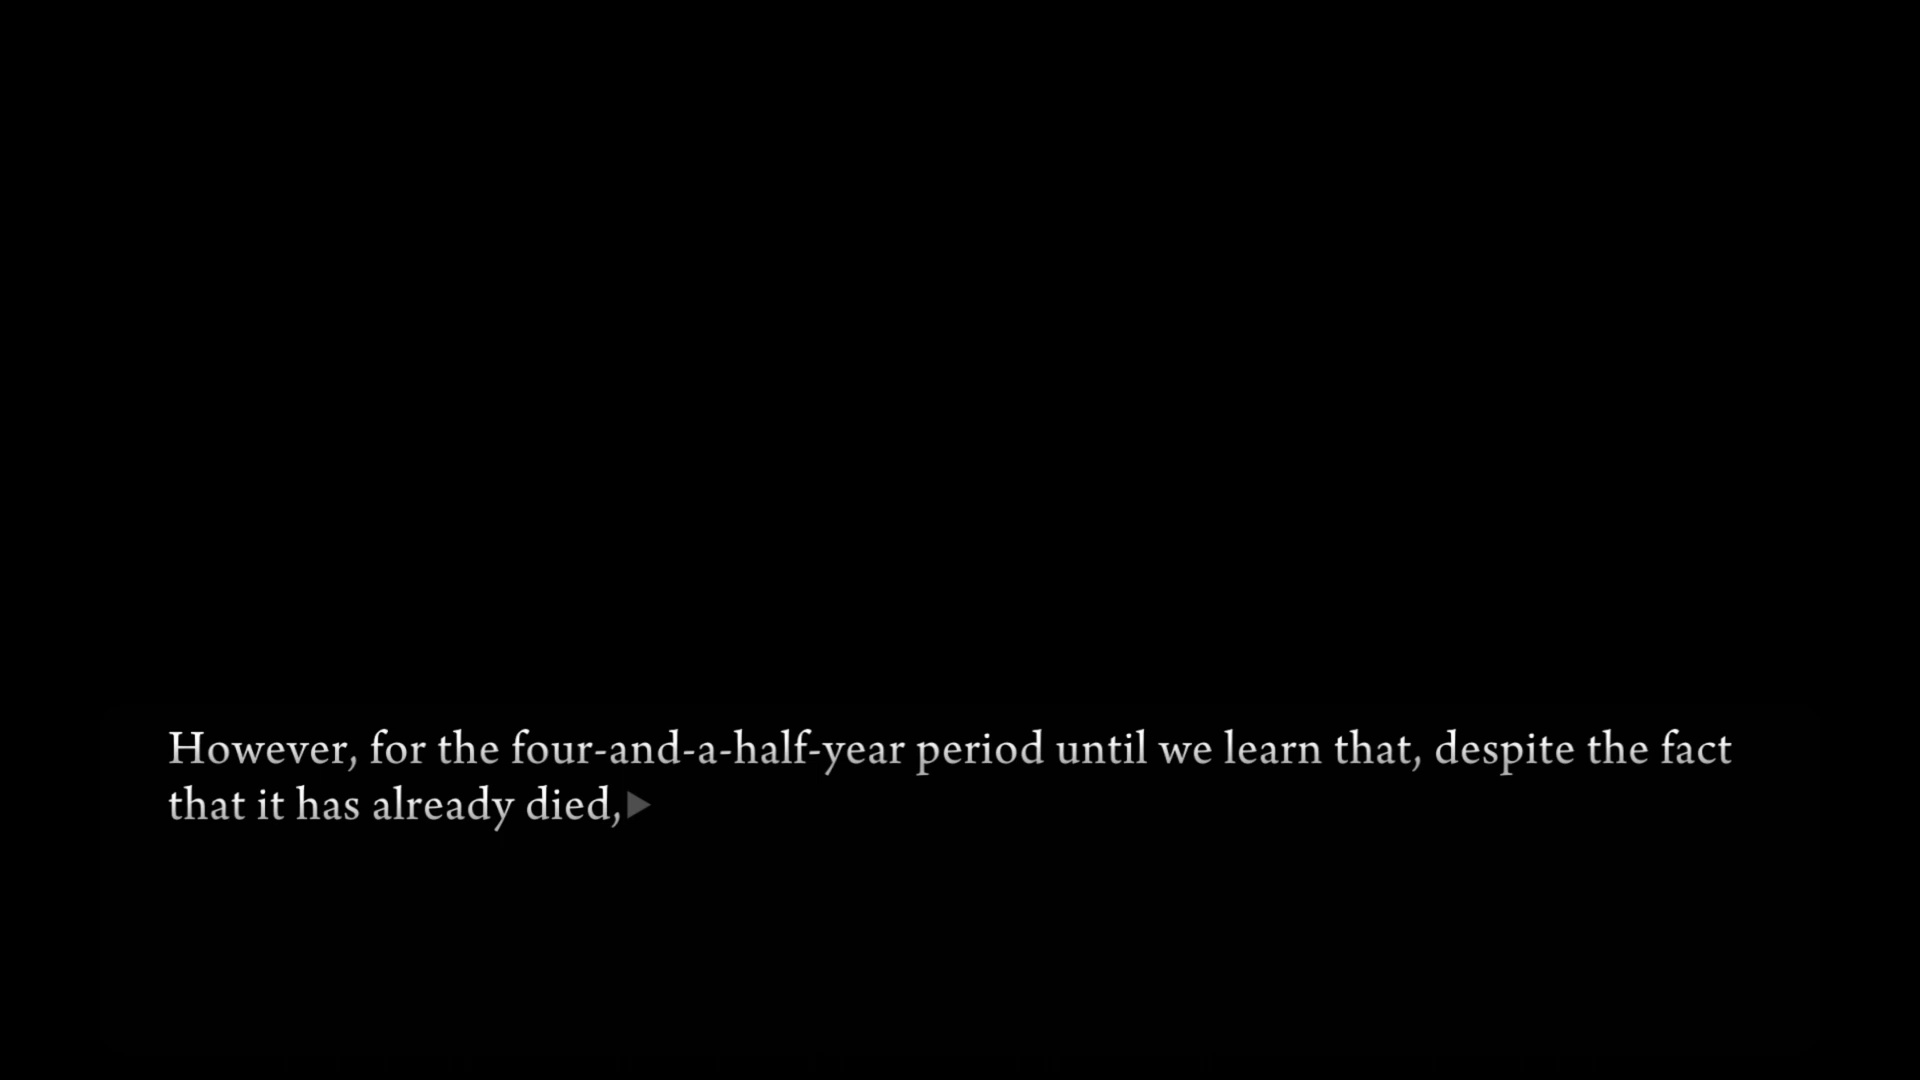 However, for the four-and-a-half-year period until we learn that, despite the fact
that it has already died,